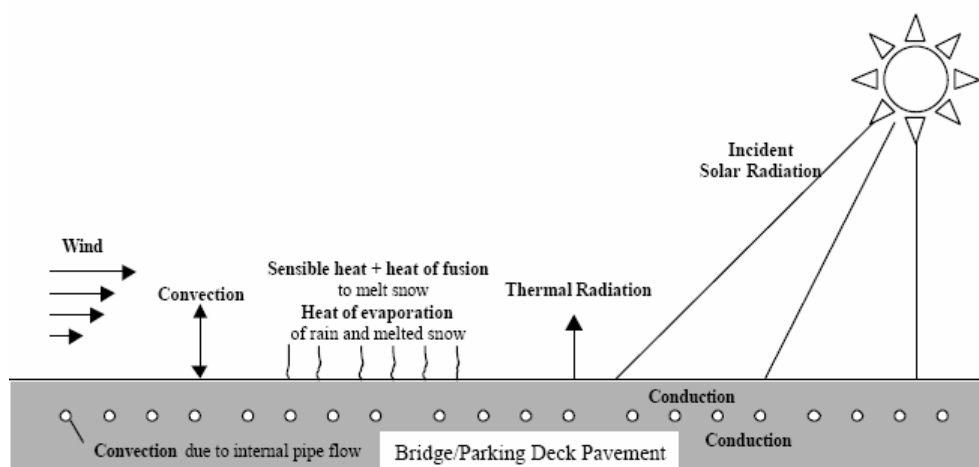 Incident
Solar Radiation
Wind
Convection
Sensible heat + heat of fusion
to melt snow
Heat of evaporation
of rain and melted snow
Thermal Radiation
Conduction
Conduction
Convection due to internal pipe flow
Bridge/Parking Deck Pavement